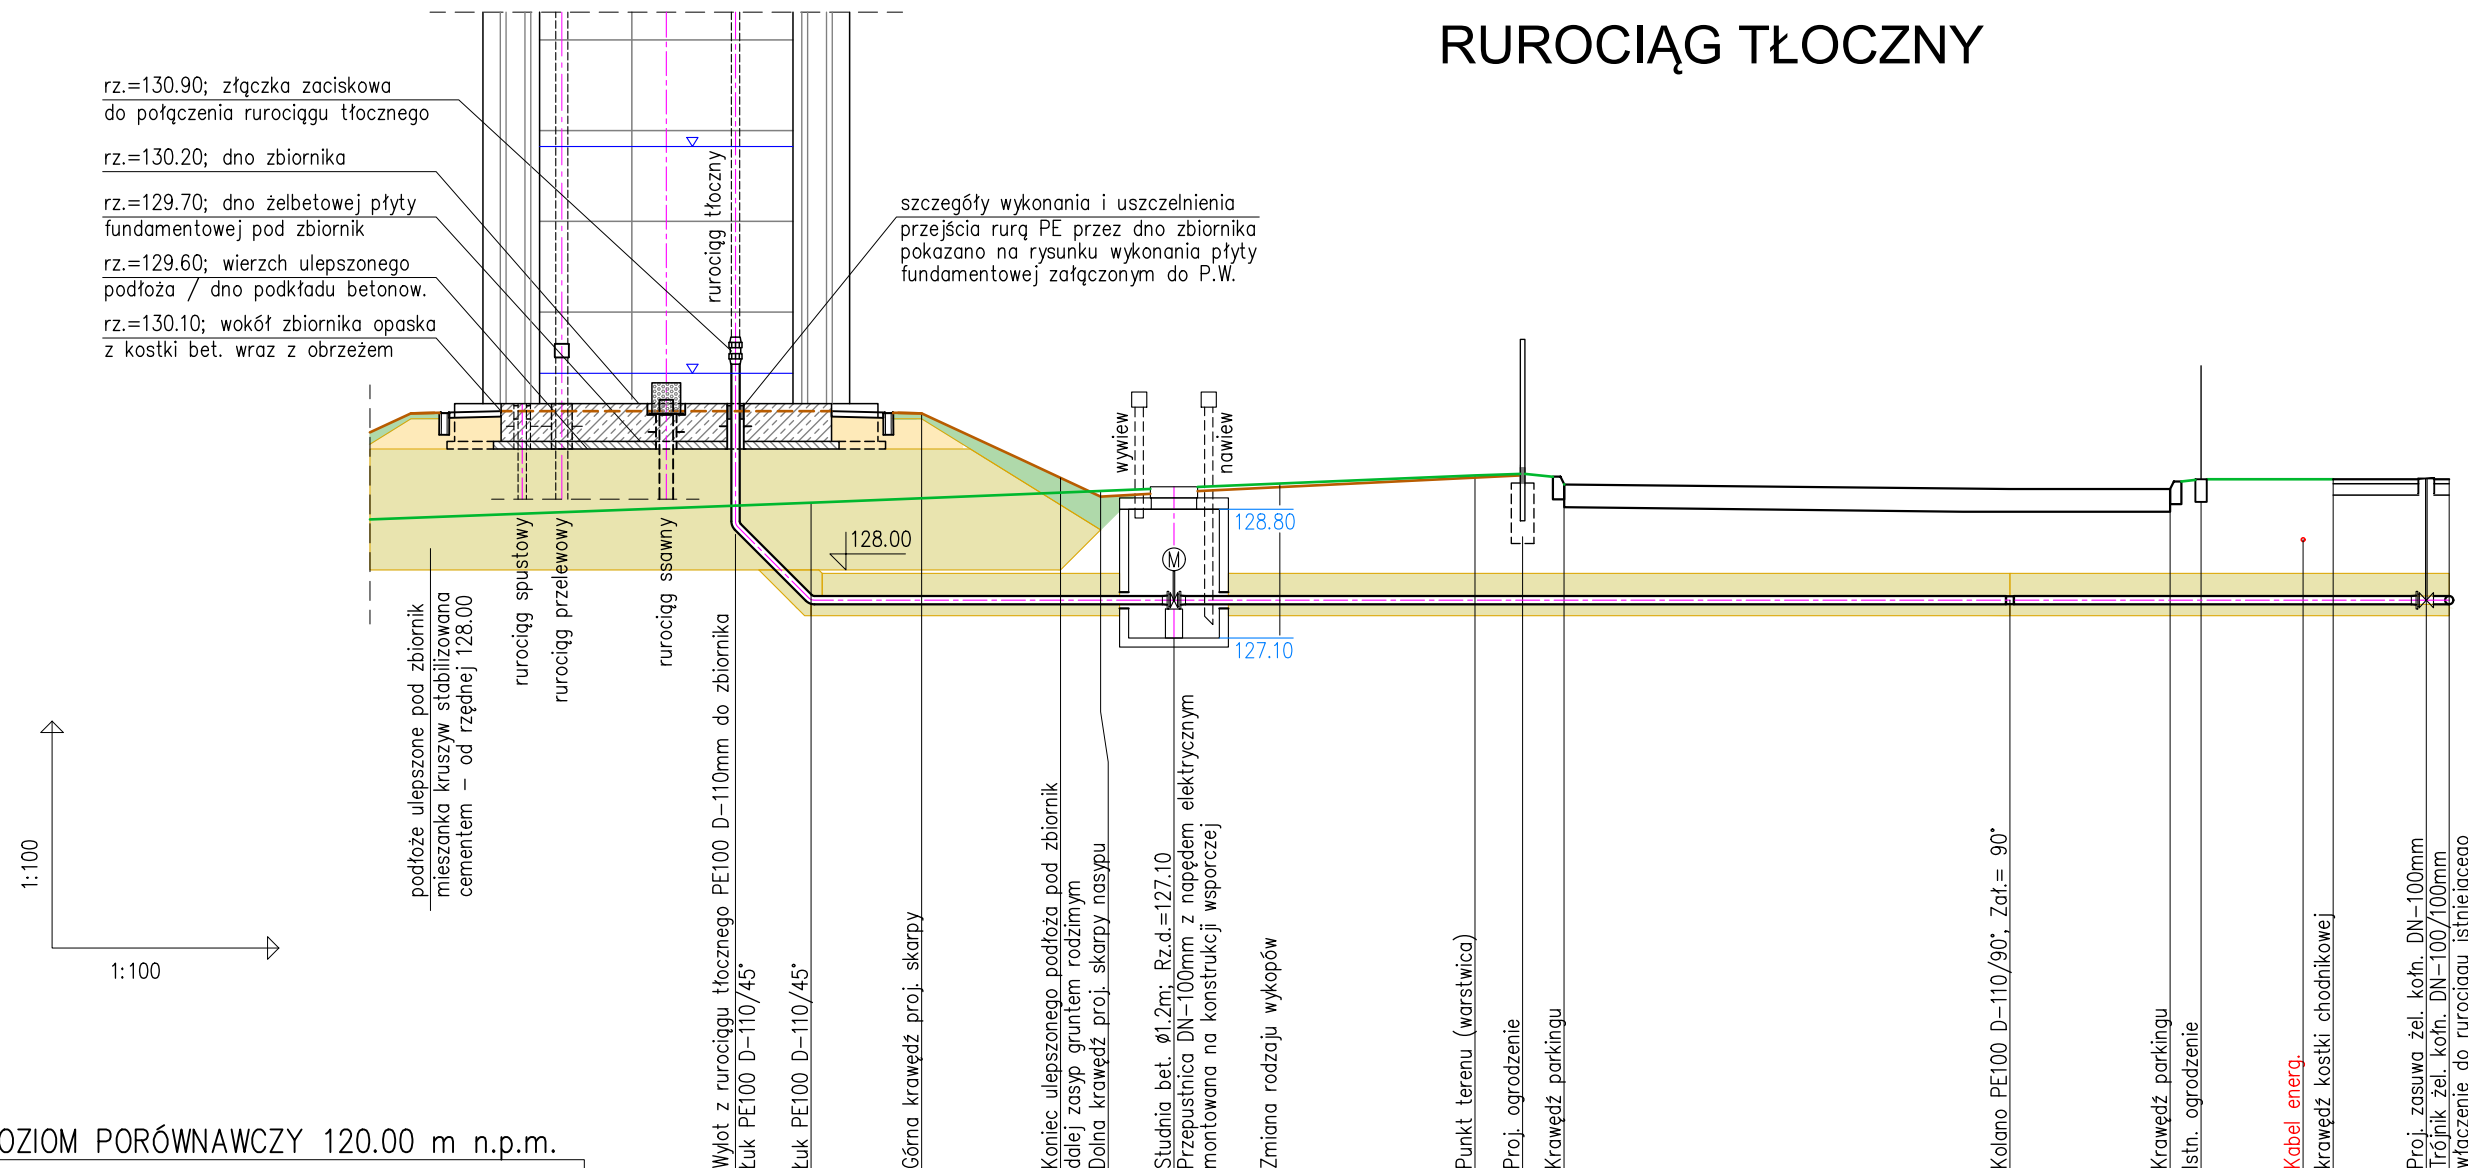 RUROCIĄG TŁOCZNY
rz.=130.90; złączka zaciskowa
do połączenia rurociągu tłocznego
rz.=130.20; dno zbiornika
rz.=129.70; dno żelbetowej płyty
fundamentowej pod zbiornik
rz.=129.60; wierzch ulepszonego
podłoża / dno podkładu betonow.
rz.=130.10; wokół zbiornika opaska
z kostki bet. wraz z obrzeżem
rurociąg tłoczny
szczegóły wykonania i uszczelnienia
przejścia rurą PE przez dno zbiornika
pokazano na rysunku wykonania płyty
fundamentowej załączonym do P.W.
wywiew
nawiew
128.80
128.00
M
127.10
podłoże ulepszone pod zbiornik
mieszanka kruszyw stabilizowana
cementem – od rzędnej 128.00
rurociąg spustowy
rurociąg przelewowy
rurociąg ssawny
1:100
1:100
Wylot z rurociągu tłocznego PE100 D-110mm do zbiornika
Łuk PE100 D-110/45°
Łuk PE100 D-110/45°
Górna krawędź proj. skarpy
Koniec ulepszonego podłoża pod zbiornik
dalej zasyp gruntem rodzimym
Dolna krawędź proj. skarpy nasypu
Studnia bet. ø1.2m; Rz.d.=127.10
Przepustnica DN-100mm z napędem elektrycznym
montowana na konstrukcji wsporczej
Zmiana rodzaju wykopów
Punkt terenu (warstwica)
Proj. ogrodzenie
Krawędź parkingu
Kolano PE100 D-110/90°, Zał.= 90°
Krawędź parkingu
Istn. ogrodzenie
Kabel energ.
krawędź kostki chodnikowej
Proj. zasuwa żel. kołn. DN-100mm
Trójnik żel. kołn. DN-100/100mm
włączenie do rurociągu istniejącego
OZIOM PORÓWNAWCZY 120.00 m n.p.m.